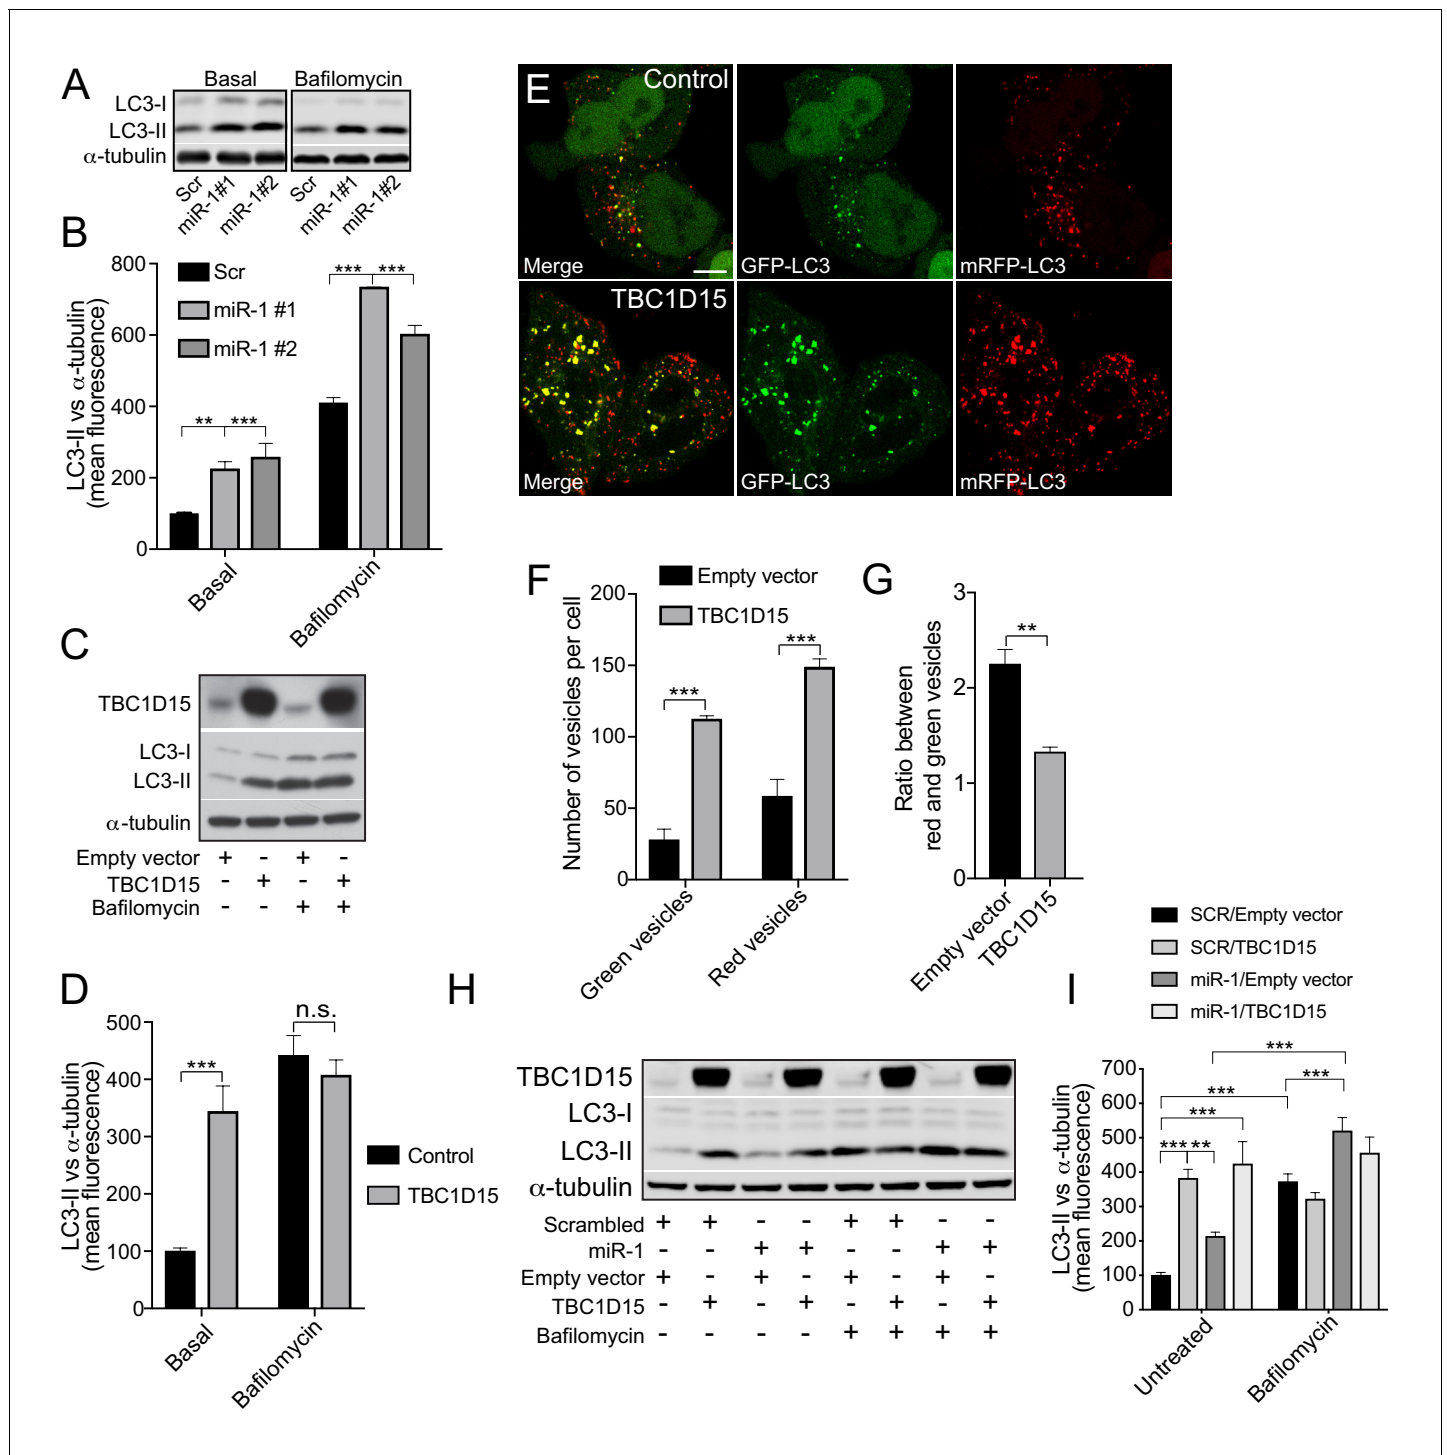 A
Basal
Bafilomycin
LC3-I
LC3-II
α-tubulin
Scr
miR-1#1
miR-1#2
Scr
miR-1#1
miR-1#2
B
LC3-II vs α-tubulin
(mean fluorescence)
800
600
400
200
0
Scr
miR-1 #1
miR-1 #2
** ***
*** ***
Basal
Bafilomycin
C
TBC1D15
LC3-I
LC3-II
α-tubulin
Empty vector + - + -
TBC1D15 - + - +
Bafilomycin - - + +
D
LC3-II vs α-tubulin
(mean fluorescence)
500
400
300
200
100
0
***
n.s.
Control
TBC1D15
Basal
Bafilomycin
E
Control
Merge
GFP-LC3
mRFP-LC3
TBC1D15
Merge
GFP-LC3
mRFP-LC3
F
Empty vector
TBC1D15
Number of vesicles per cell
200
150
100
50
0
***
***
Green vesicles
Red vesicles
G
Ratio between
red and green vesicles
3
2
1
0
**
Empty vector
TBC1D15
H
TBC1D15
LC3-I
LC3-II
α-tubulin
Scrambled + + - - + + - -
miR-1 - - + + - - + +
Empty vector + - + - + - + -
TBC1D15 - + - + - + - +
Bafilomycin - - - - + + + +
I
SCR/Empty vector
SCR/TBC1D15
miR-1/Empty vector
miR-1/TBC1D15
LC3-II vs α-tubulin
(mean fluorescence)
700
600
500
400
300
200
100
0
***
*** ***
***
*** **
Untreated
Bafilomycin